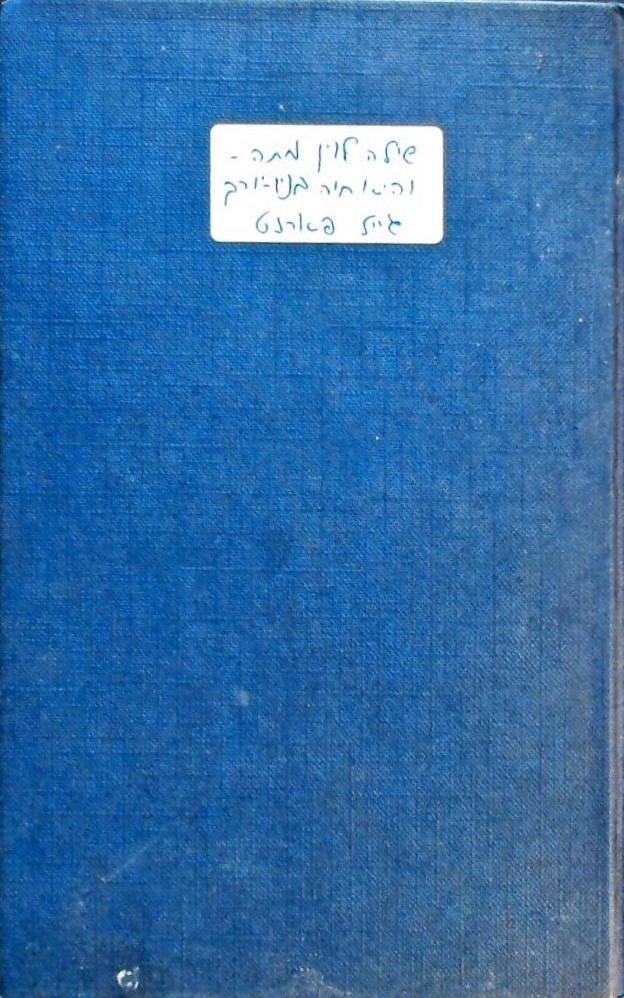 שילה לוין מתה -
והיא חיה בניו-יורק
גייל פארנט